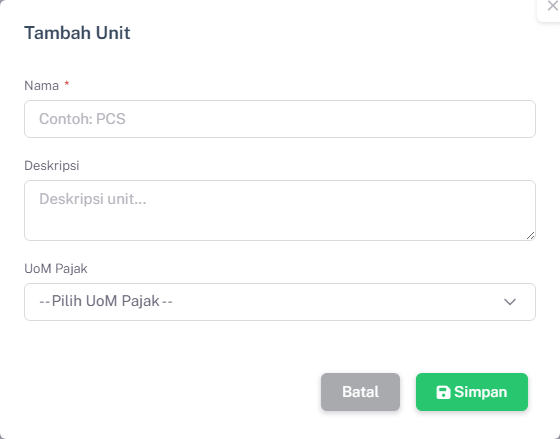 Tambah Unit
Nama *
Contoh: PCS
Deskripsi
Deskripsi unit...
UoM Pajak
--Pilih UoM Pajak--
Batal
Simpan